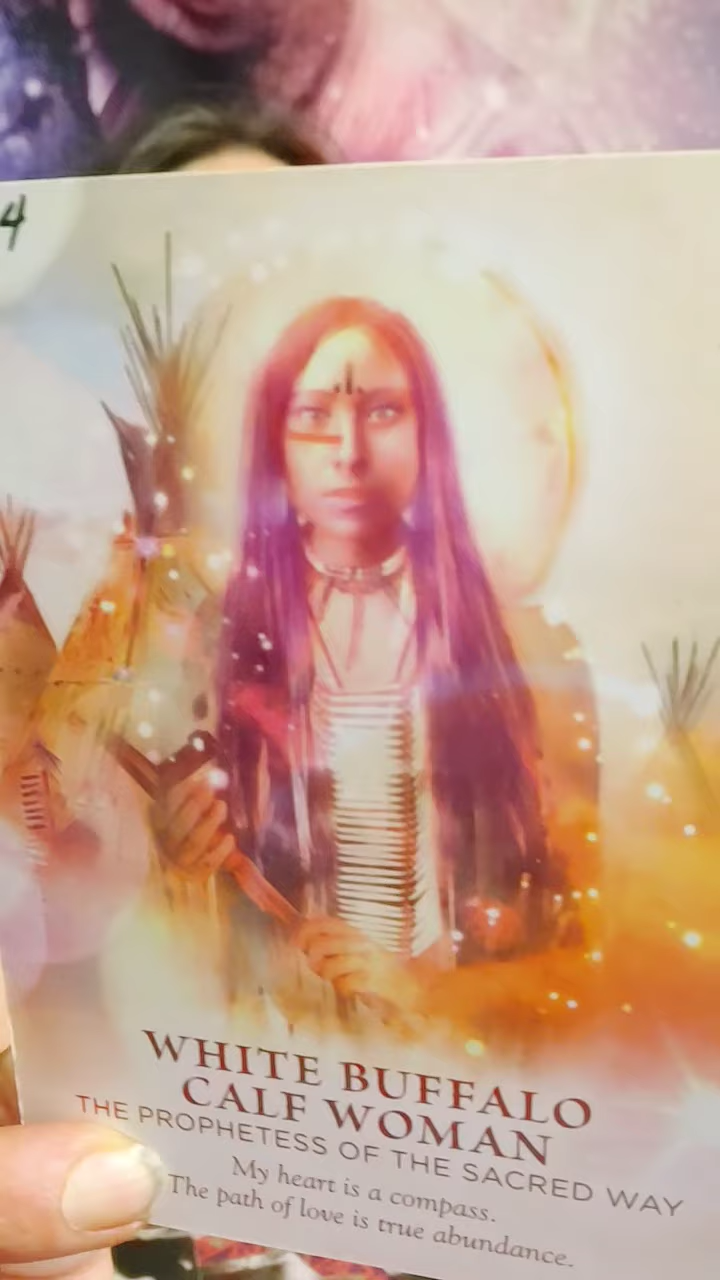 4
WHITE BUFFALO
CALF WOMAN
THE PROPHETESS OF THE SACRED WAY
My heart is a compass.
The path of love is true abundance.